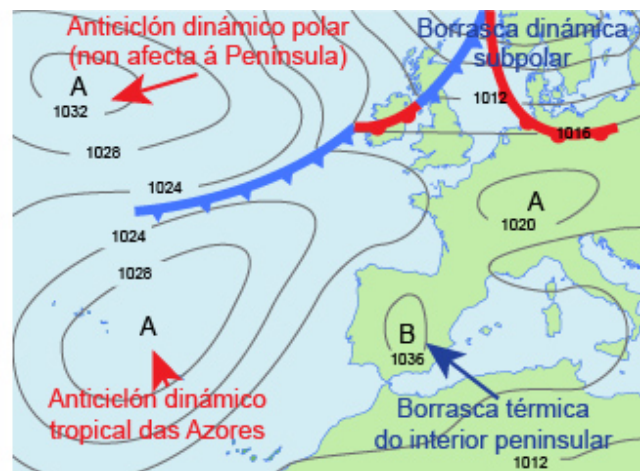 Anticiclón dinámico polar
(non afecta á Península)
Borrasca dinámica
subpolar
A
1032
1012
1016
1028
1024
A
1020
1024
1028
A
B
1036
Anticiclón dinámico
tropical das Azores
Borrasca térmica
do interior peninsular
1012